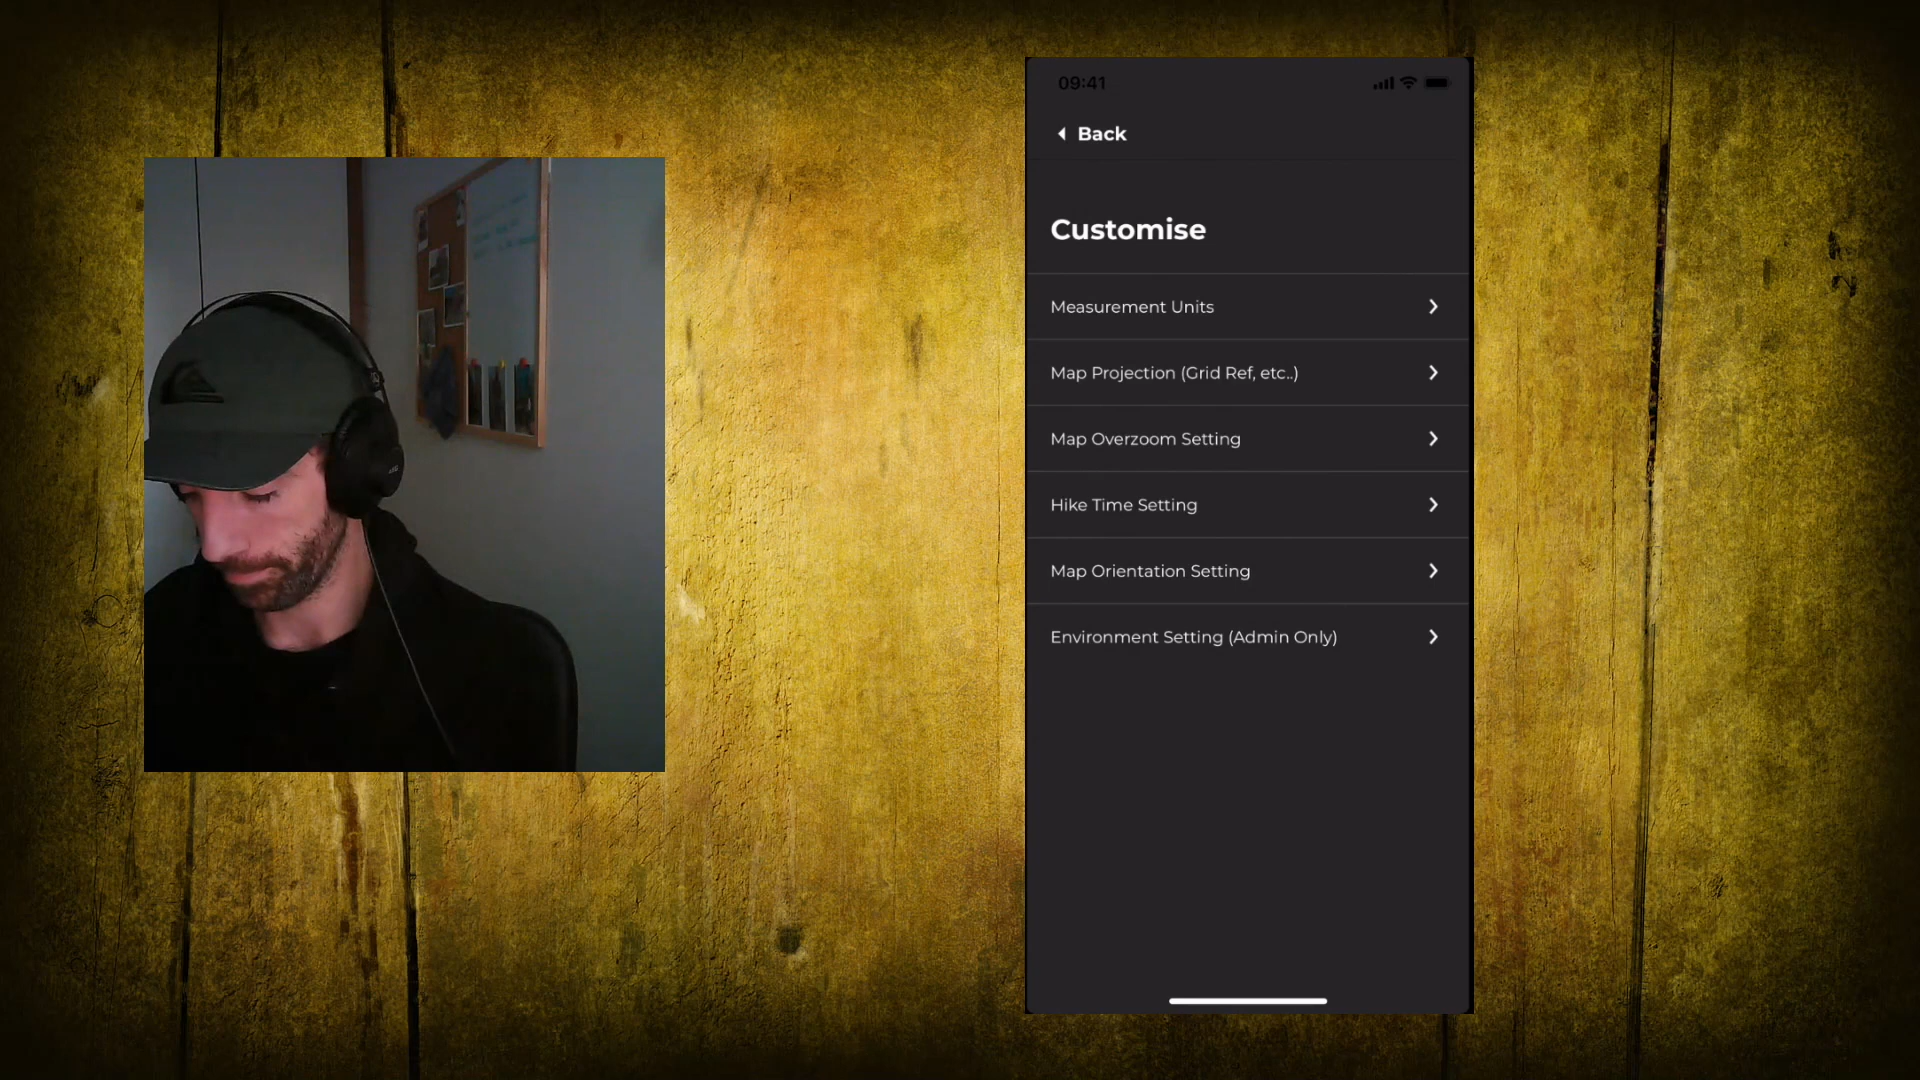 09:41
Back
Customise
Measurement Units
Map Projection (Grid Ref, etc..)
Map Overzoom Setting
Hike Time Setting
Map Orientation Setting
Environment Setting (Admin Only)